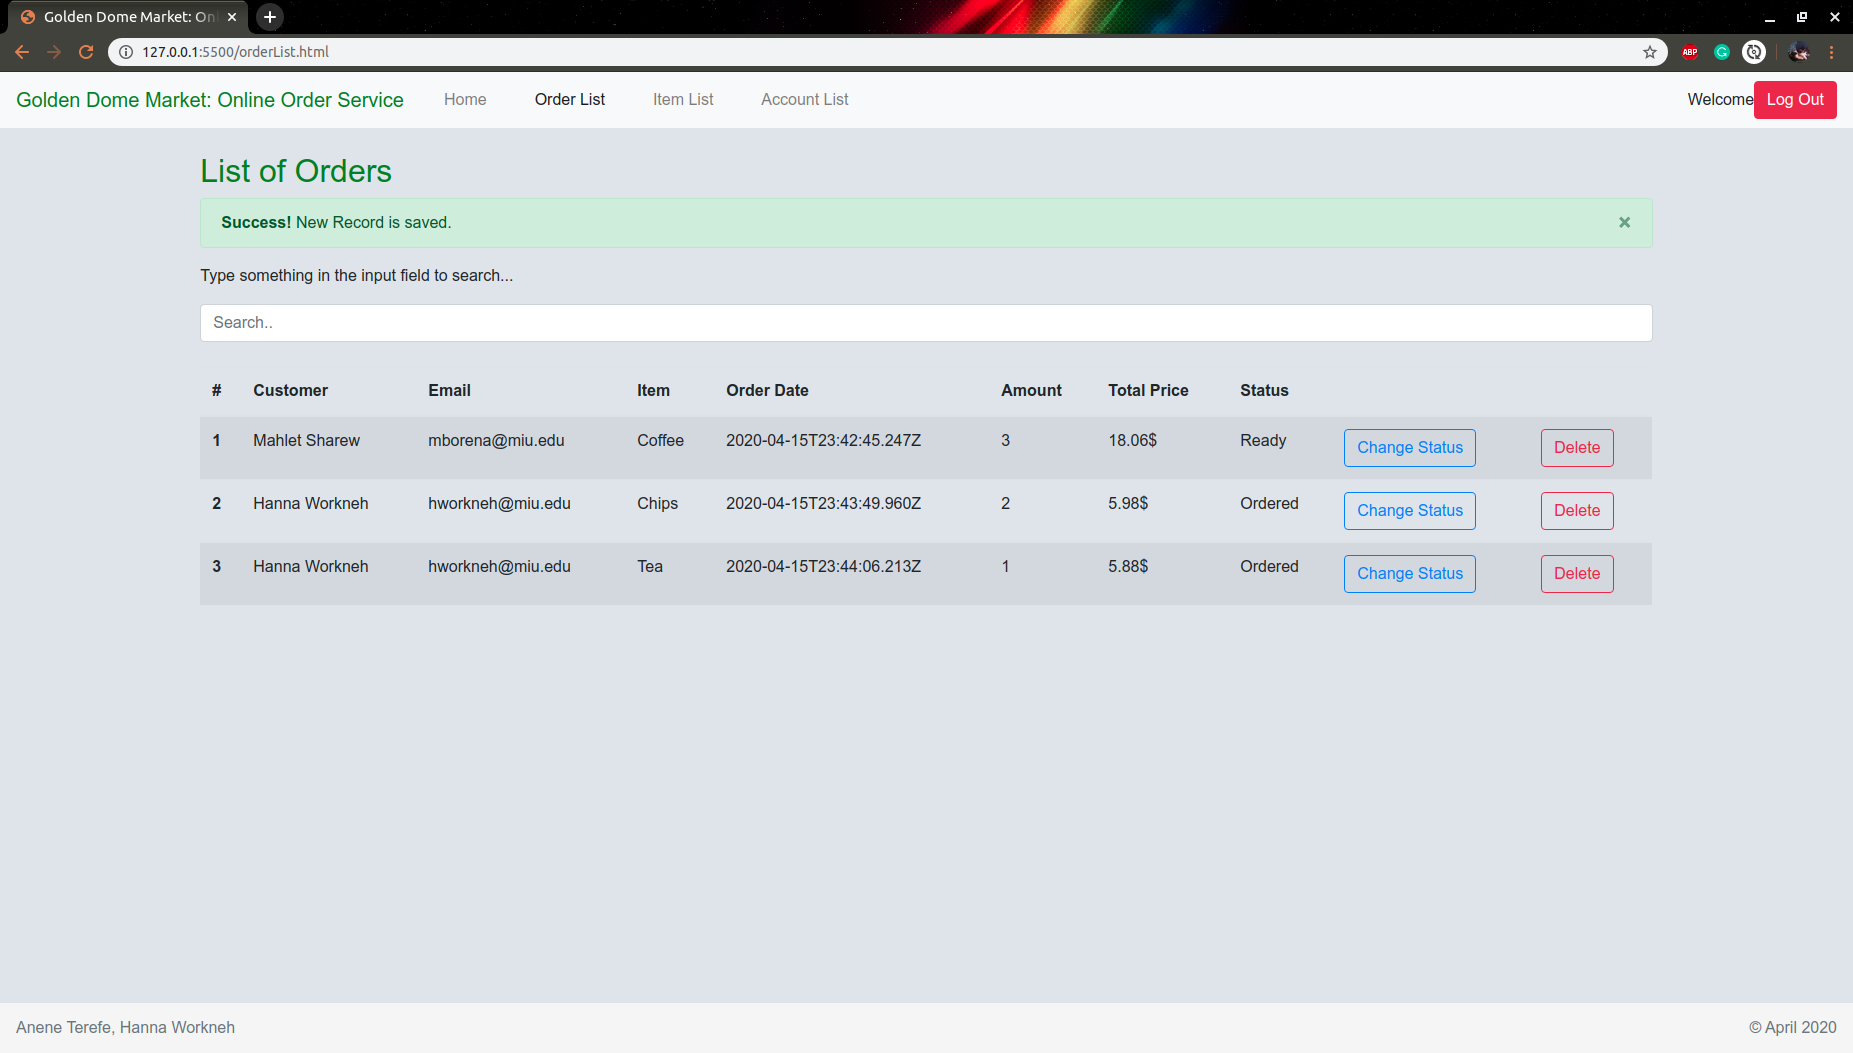 Golden Dome Market: Onl
127.0.0.1:5500/orderList.html
ABP
Golden Dome Market: Online Order Service Home Order List Item List Account List Welcome Log Out
List of Orders
Success! New Record is saved. ×
Type something in the input field to search...
Search..
# Customer Email Item Order Date Amount Total Price Status
1 Mahlet Sharew mborena@miu.edu Coffee 2020-04-15T23:42:45.247Z 3 18.06$ Ready Change Status Delete
2 Hanna Workneh hworkneh@miu.edu Chips 2020-04-15T23:43:49.960Z 2 5.98$ Ordered Change Status Delete
3 Hanna Workneh hworkneh@miu.edu Tea 2020-04-15T23:44:06.213Z 1 5.88$ Ordered Change Status Delete
Anene Terefe, Hanna Workneh © April 2020